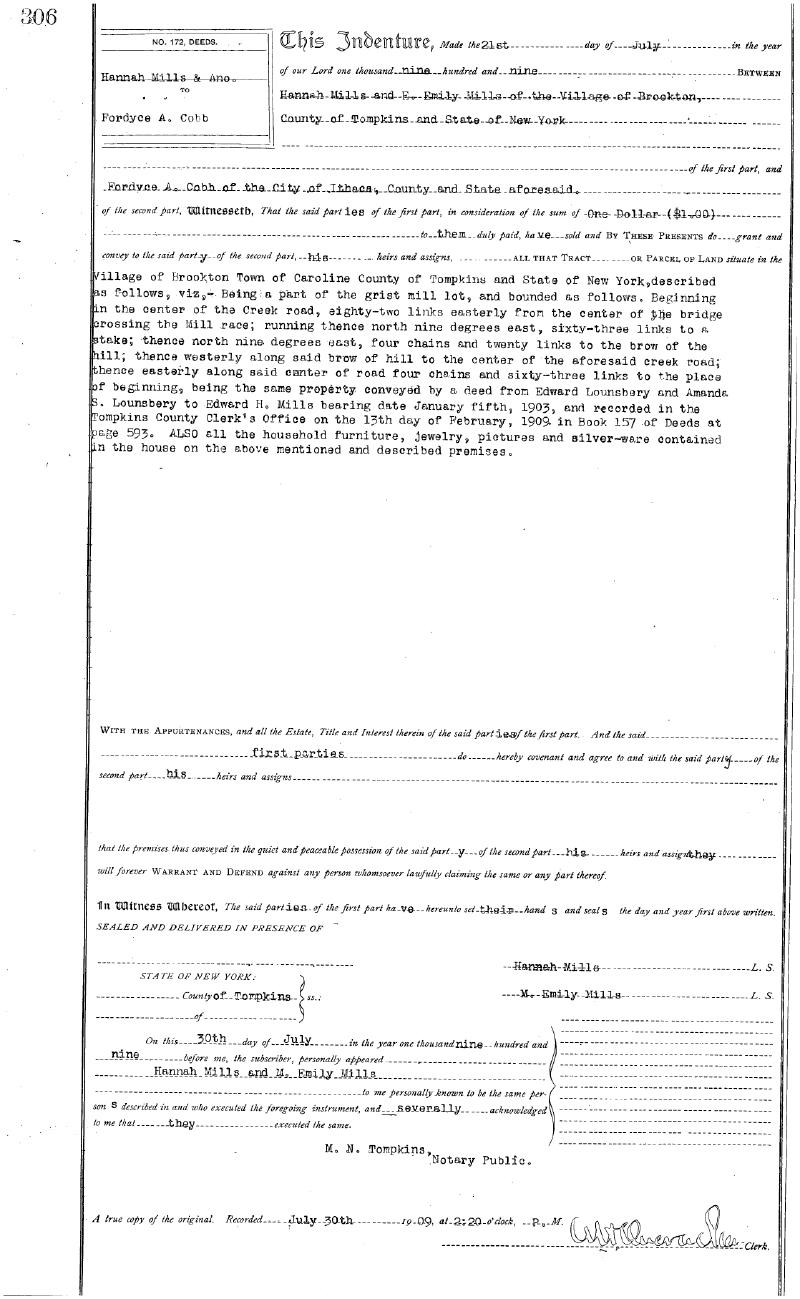 306
NO. 172, DEEDS.
Hannah Mills & Ano.
TO
Fordyce A. Cobb
This Indenture, Made the 21st day of July in the year
of our Lord one thousand nine hundred and nine BETWEEN
Hannah Mills and E. Emily Mills of the Village of Brookton,
County of Tompkins and State of New York
of the first part, and
Fordyce A. Cobb of the City of Ithaca, County and State aforesaid.
of the second part, Witnesseth, That the said parties of the first part, in consideration of the sum of One Dollar ($1.00)
to them duly paid, have sold and BY THESE PRESENTS do grant and
convey to the said party of the second part, his heirs and assigns, ALL THAT TRACT OR PARCEL OF LAND situate in the
Village of Brookton Town of Caroline County of Tompkins and State of New York, described
as follows, viz,- Being a part of the grist mill lot, and bounded as follows. Beginning
in the center of the Creek road, eighty-two links easterly from the center of the bridge
crossing the Mill race; running thence north nine degrees east, sixty-three links to a
stake; thence north nine degrees east, four chains and twenty links to the brow of the
hill; thence westerly along said brow of hill to the center of the aforesaid creek road;
thence easterly along said center of road four chains and sixty-three links to the place
of beginning, being the same property conveyed by a deed from Edward Lounsbery and Amanda
S. Lounsbery to Edward H. Mills bearing date January fifth, 1903, and recorded in the
Tompkins County Clerk's Office on the 13th day of February, 1909 in Book 157 of Deeds at
page 593. ALSO all the household furniture, jewelry, pictures and silver-ware contained
in the house on the above mentioned and described premises.
WITH THE APPURTENANCES, and all the Estate, Title and Interest therein of the said parties of the first part. And the said
first parties do hereby covenant and agree to and with the said party of the
second part his heirs and assigns
that the premises thus conveyed in the quiet and peaceable possession of the said party of the second part his heirs and assigns they
will forever WARRANT AND DEFEND against any person whomsoever lawfully claiming the same or any part thereof.
In Witness Whereof, The said parties of the first part have hereunto set their hand s and seal s the day and year first above written.
SEALED AND DELIVERED IN PRESENCE OF
Hannah Mills L. S.
STATE OF NEW YORK:
County of Tompkins ss.:
M. Emily Mills L. S.
of
On this 30th day of July in the year one thousand nine hundred and
nine before me, the subscriber, personally appeared
Hannah Mills and M. Emily Mills
to me personally known to be the same per-
son s described in and who executed the foregoing instrument, and severally acknowledged
to me that they executed the same.
M. N. Tompkins,
Notary Public.
A true copy of the original. Recorded July 30th 1909, at 2:20 o'clock, P. M.
Clerk.